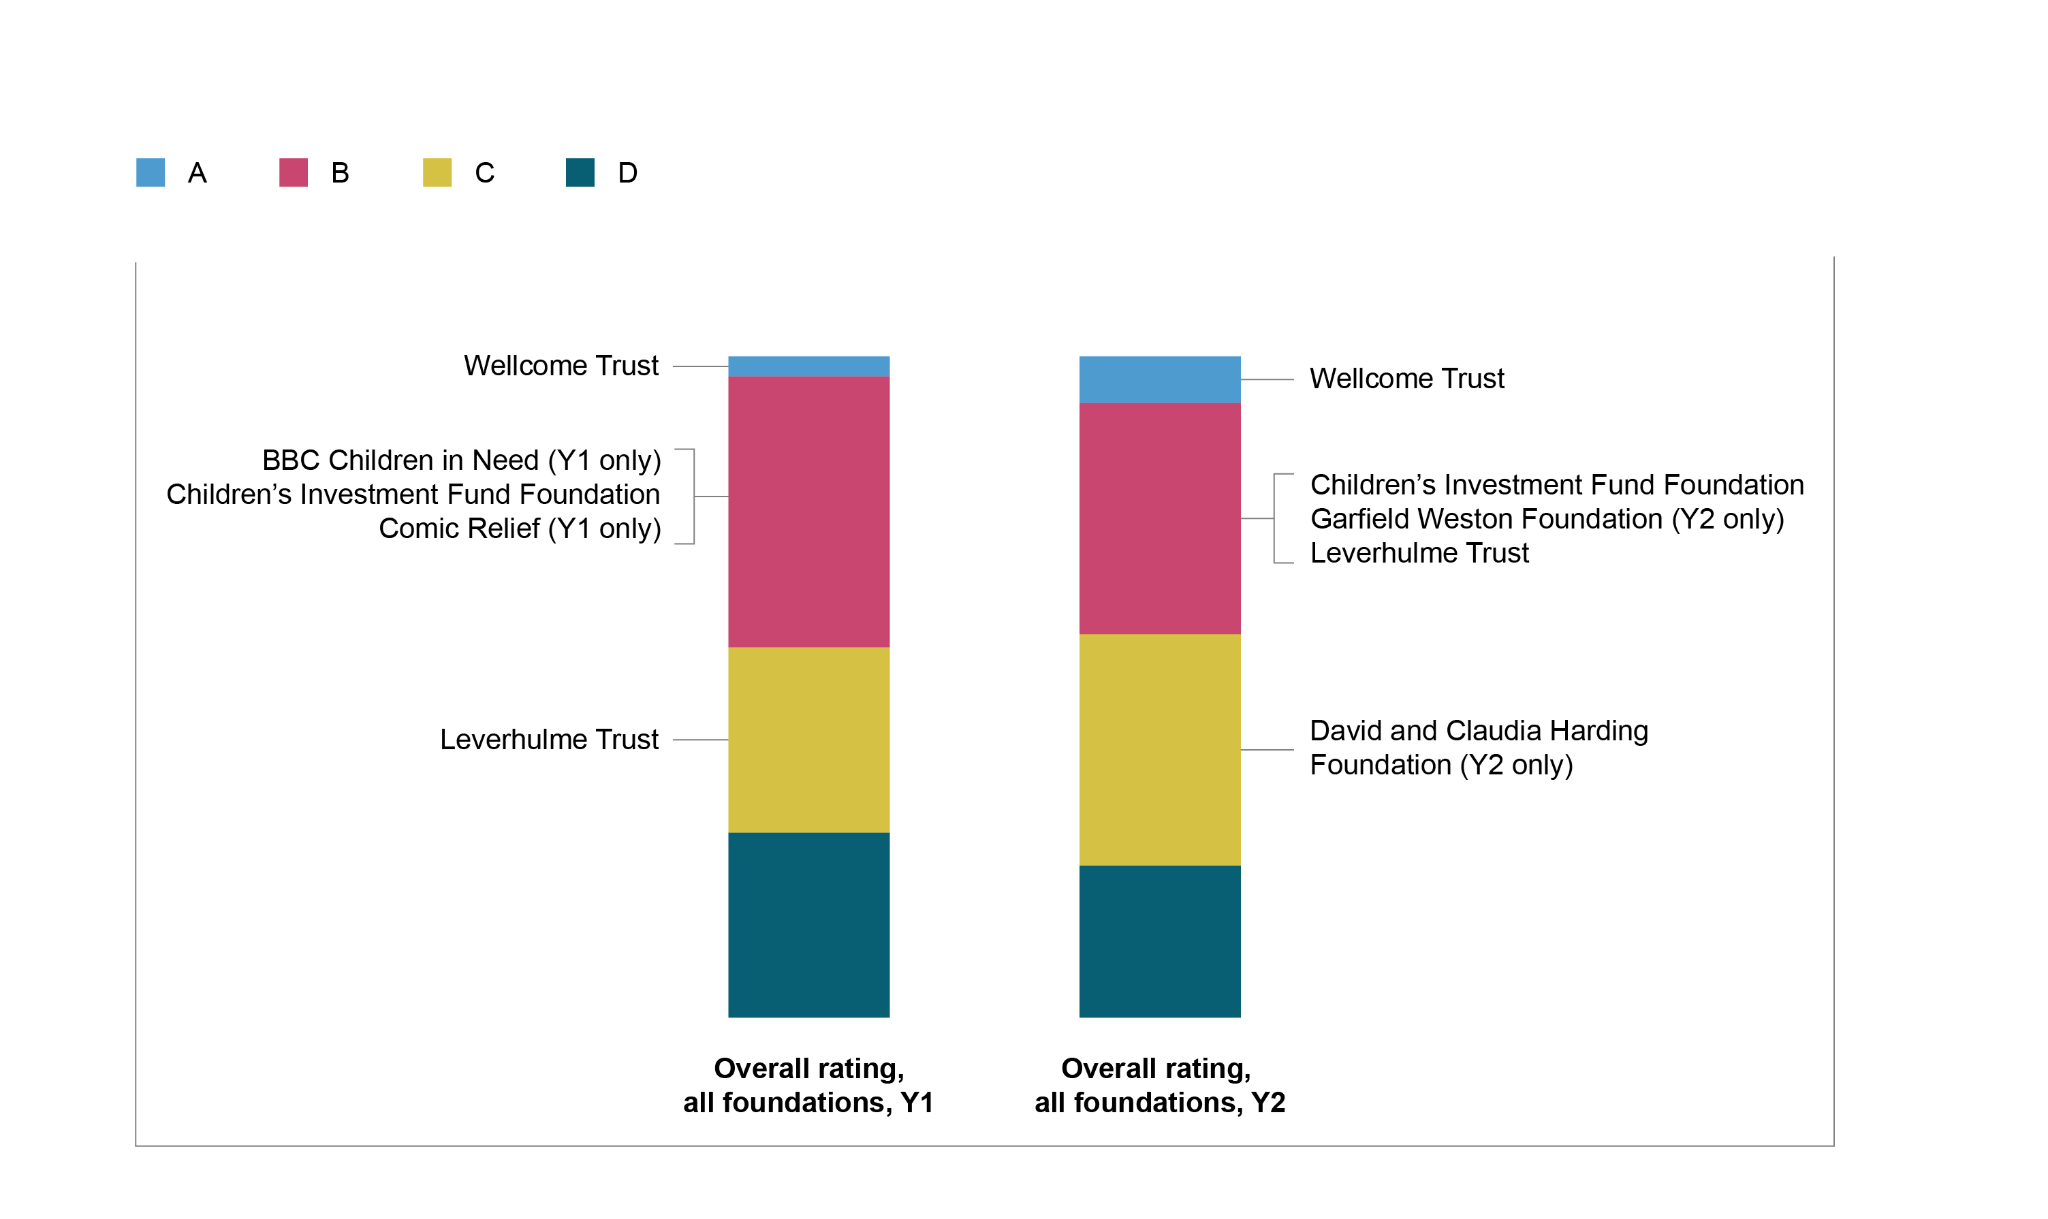 A B C D
Wellcome Trust
BBC Children in Need (Y1 only)
Children’s Investment Fund Foundation
Comic Relief (Y1 only)
Leverhulme Trust
Wellcome Trust
Children’s Investment Fund Foundation
Garfield Weston Foundation (Y2 only)
Leverhulme Trust
David and Claudia Harding
Foundation (Y2 only)
Overall rating,
all foundations, Y1
Overall rating,
all foundations, Y2